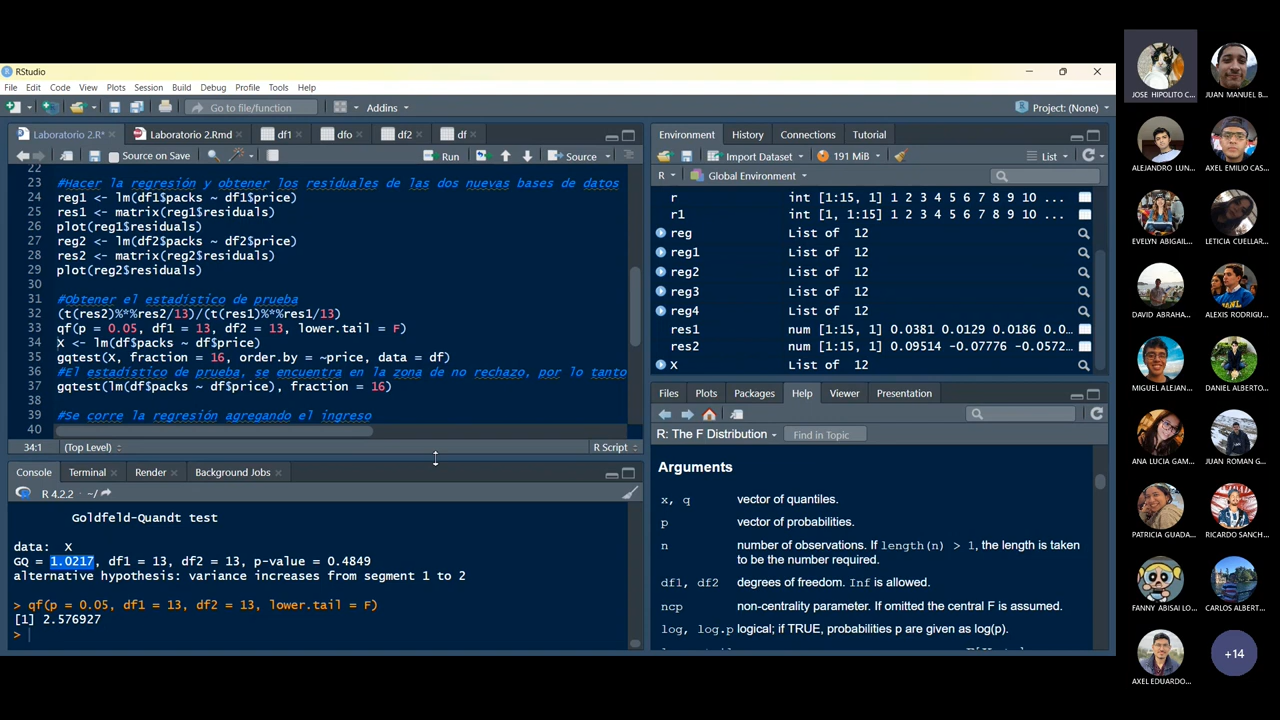 RStudio
File Edit Code View Plots Session Build Debug Profile Tools Help
Go to file/function Addins Project: (None)
Laboratorio 2.R* Laboratorio 2.Rmd df1 dfo df2 df
Source on Save Run Source
22
23 #Hacer la regresión y obtener los residuales de las dos nuevas bases de datos
24 reg1 <- lm(df1$packs ~ df1$price)
25 res1 <- matrix(reg1$residuals)
26 plot(reg1$residuals)
27 reg2 <- lm(df2$packs ~ df2$price)
28 res2 <- matrix(reg2$residuals)
29 plot(reg2$residuals)
30
31 #Obtener el estadístico de prueba
32 (t(res2)%*%res2/13)/(t(res1)%*%res1/13)
33 qf(p = 0.05, df1 = 13, df2 = 13, lower.tail = F)
34 X <- lm(df$packs ~ df$price)
35 gqtest(X, fraction = 16, order.by = ~price, data = df)
36 #El estadístico de prueba, se encuentra en la zona de no rechazo, por lo tanto
37 gqtest(lm(df$packs ~ df$price), fraction = 16)
38
39 #Se corre la regresión agregando el ingreso
40
34:1 (Top Level) R Script
Console Terminal Render Background Jobs
R 4.2.2 · ~/
Goldfeld-Quandt test
data: X
GQ = 1.0217, df1 = 13, df2 = 13, p-value = 0.4849
alternative hypothesis: variance increases from segment 1 to 2
> qf(p = 0.05, df1 = 13, df2 = 13, lower.tail = F)
[1] 2.576927
>
Environment History Connections Tutorial
Import Dataset 191 MiB List
R Global Environment
r int [1:15, 1] 1 2 3 4 5 6 7 8 9 10 ...
r1 int [1, 1:15] 1 2 3 4 5 6 7 8 9 10 ...
reg List of 12
reg1 List of 12
reg2 List of 12
reg3 List of 12
reg4 List of 12
res1 num [1:15, 1] 0.0381 0.0129 0.0186 0.0...
res2 num [1:15, 1] 0.09514 -0.07776 -0.0572...
X List of 12
Files Plots Packages Help Viewer Presentation
R: The F Distribution Find in Topic
Arguments
x, q vector of quantiles.
p vector of probabilities.
n number of observations. If length(n) > 1, the length is taken
to be the number required.
df1, df2 degrees of freedom. Inf is allowed.
ncp non-centrality parameter. If omitted the central F is assumed.
log, log.p logical; if TRUE, probabilities p are given as log(p).
JOSE HIPOLITO C... JUAN MANUEL B...
ALEJANDRO LUN... AXEL EMILIO CAS...
EVELYN ABIGAIL... LETICIA CUELLAR...
DAVID ABRAHA... ALEXIS RODRIGU...
MIGUEL ALEJAN... DANIEL ALBERTO...
ANA LUCIA GAM... JUAN ROMAN G...
PATRICIA GUADA... RICARDO SANCH...
FANNY ABISAI LO... CARLOS ALBERT...
AXEL EDUARDO... +14